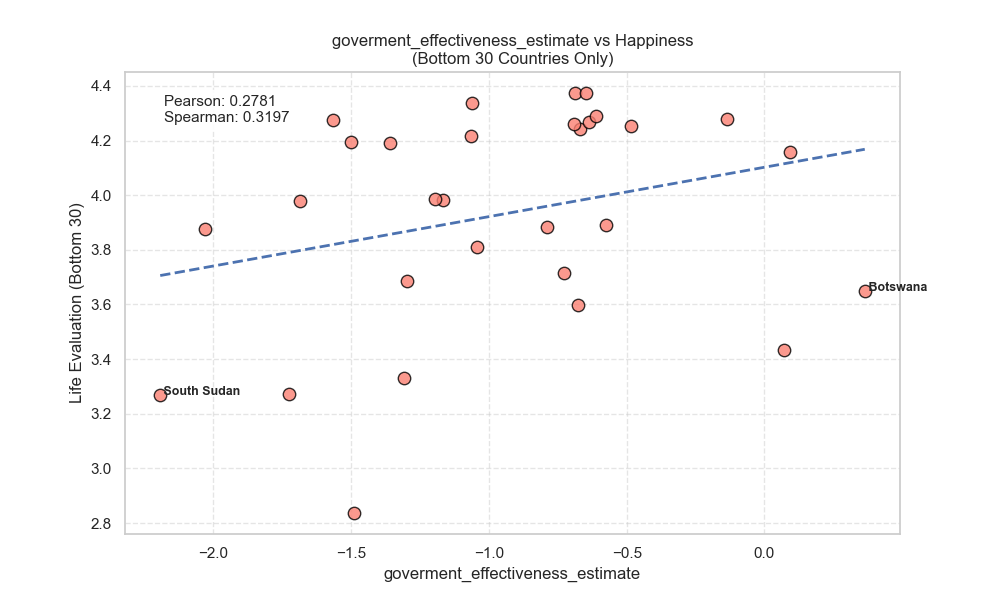 goverment_effectiveness_estimate vs Happiness
(Bottom 30 Countries Only)
Pearson: 0.2781
Spearman: 0.3197
Life Evaluation (Bottom 30)
4.4
4.2
4.0
3.8
3.6
3.4
3.2
3.0
2.8
Botswana
South Sudan
−2.0 −1.5 −1.0 −0.5 0.0
goverment_effectiveness_estimate